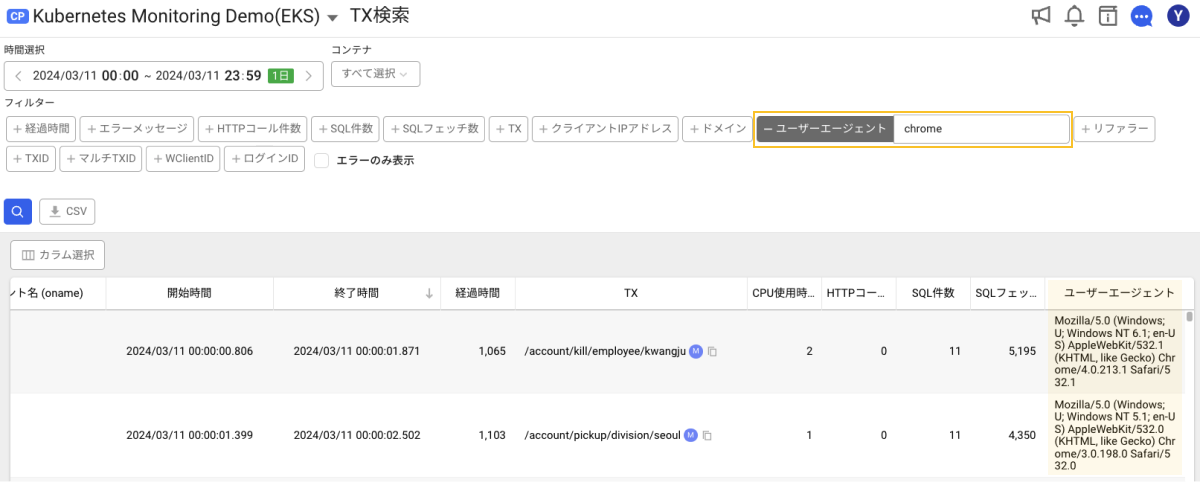 CP Kubernetes Monitoring Demo(EKS) TX検索 Y
時間選択 コンテナ
2024/03/11 00:00 ~ 2024/03/11 23:59 1日 すべて選択
フィルター
+ 経過時間 + エラーメッセージ + HTTPコール件数 + SQL件数 + SQLフェッチ数 + TX + クライアントIPアドレス + ドメイン − ユーザーエージェント chrome + リファラー
+ TXID + マルチTXID + WClientID + ログインID エラーのみ表示
CSV
カラム選択
ント名 (oname) 開始時間 終了時間 経過時間 TX CPU使用時... HTTPコー... SQL件数 SQLフェッ... ユーザーエージェント
Mozilla/5.0 (Windows;
U; Windows NT 6.1; en-U
S) AppleWebKit/532.1
2024/03/11 00:00:00.806 2024/03/11 00:00:01.871 1,065 /account/kill/employee/kwangju M 2 0 11 5,195 (KHTML, like Gecko) Chr
ome/4.0.213.1 Safari/5
32.1
Mozilla/5.0 (Windows;
U; Windows NT 5.1; en-U
S) AppleWebKit/532.0
2024/03/11 00:00:01.399 2024/03/11 00:00:02.502 1,103 /account/pickup/division/seoul M 1 0 11 4,350 (KHTML, like Gecko) Chr
ome/3.0.198.0 Safari/5
32.0